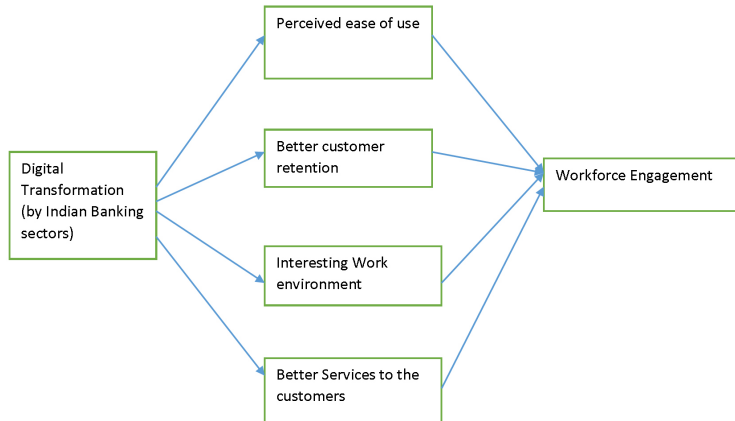 Perceived ease of use
Better customer
retention
Digital
Transformation
(by Indian Banking
sectors)
Workforce Engagement
Interesting Work
environment
Better Services to the
customers